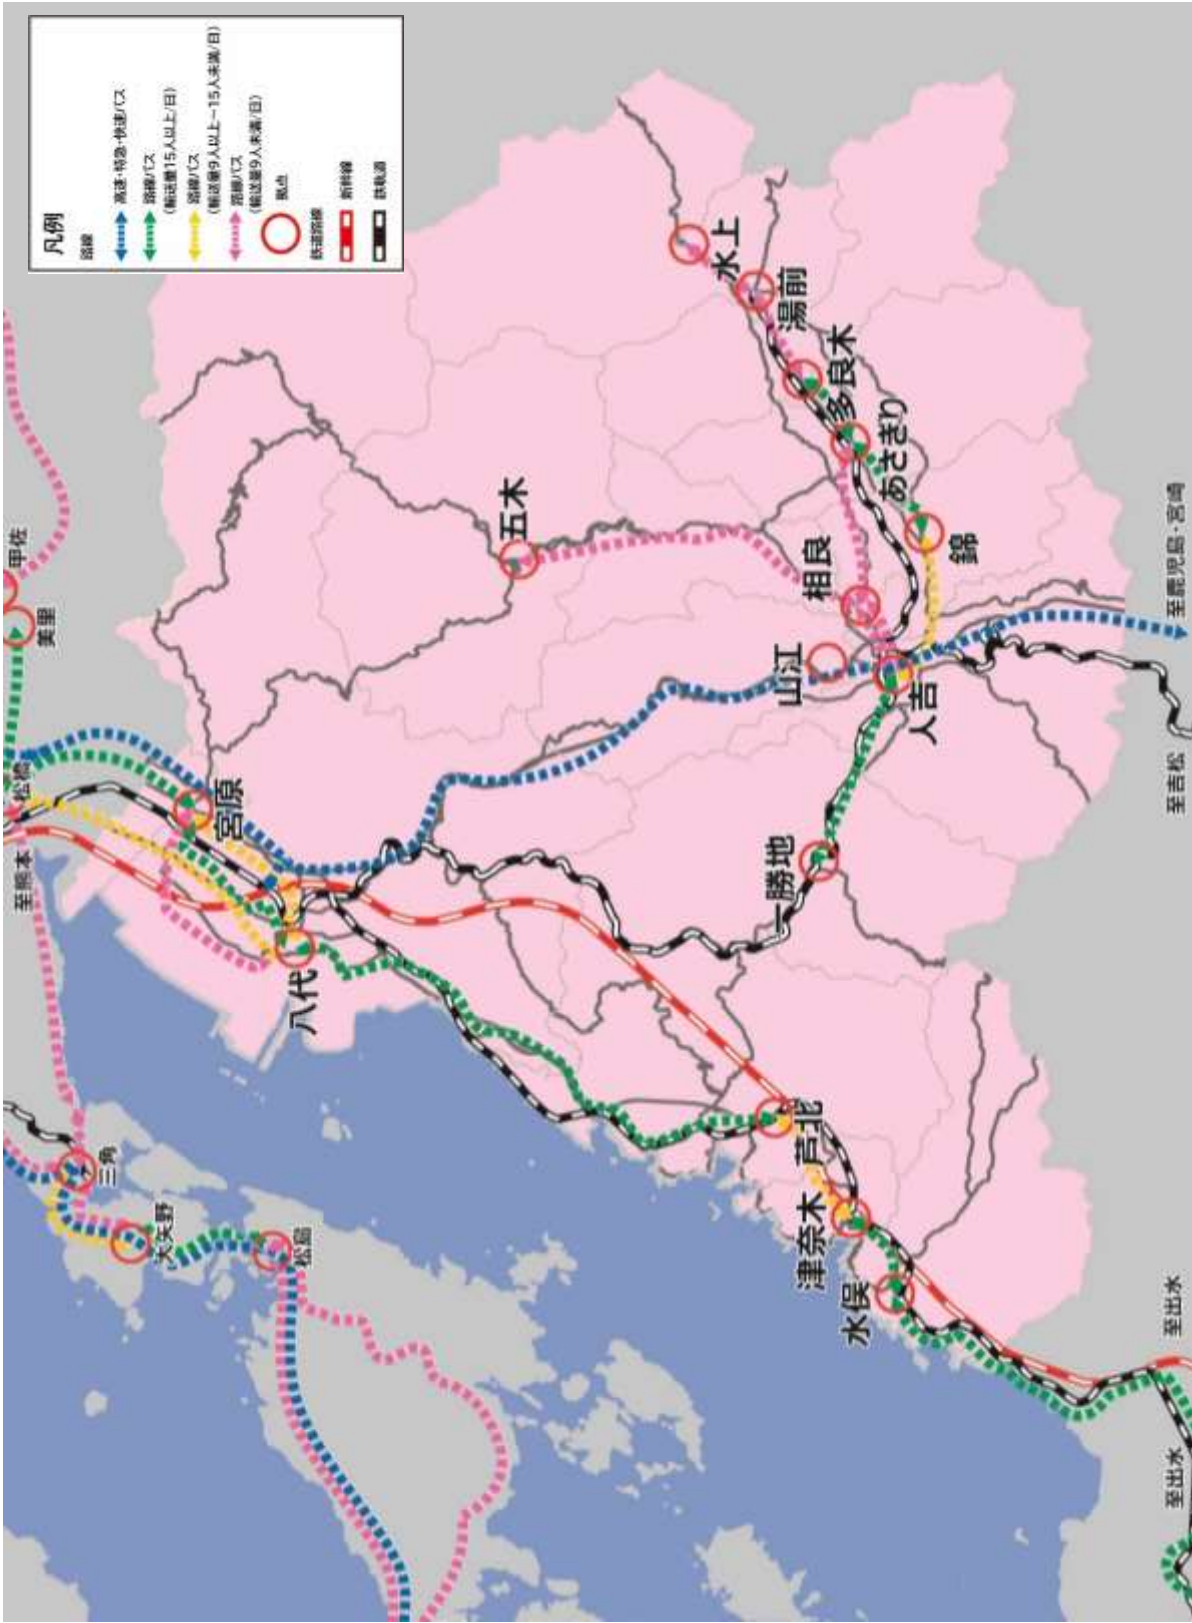 凡例
路線
高速・特急・快速バス
路線バス
(輸送量15人以上/日)
路線バス
(輸送量9人以上～15人未満/日)
路線バス
(輸送量9人未満/日)
拠点
鉄道路線
新幹線
鉄軌道
至熊本
松橋
美里
甲佐
三角
大矢野
松島
宮原
八代
五木
水上
湯前
多良木
あさぎり
錦
相良
山江
人吉
一勝地
芦北
津奈木
水俣
至出水
至出水
至吉松
至鹿児島・宮崎